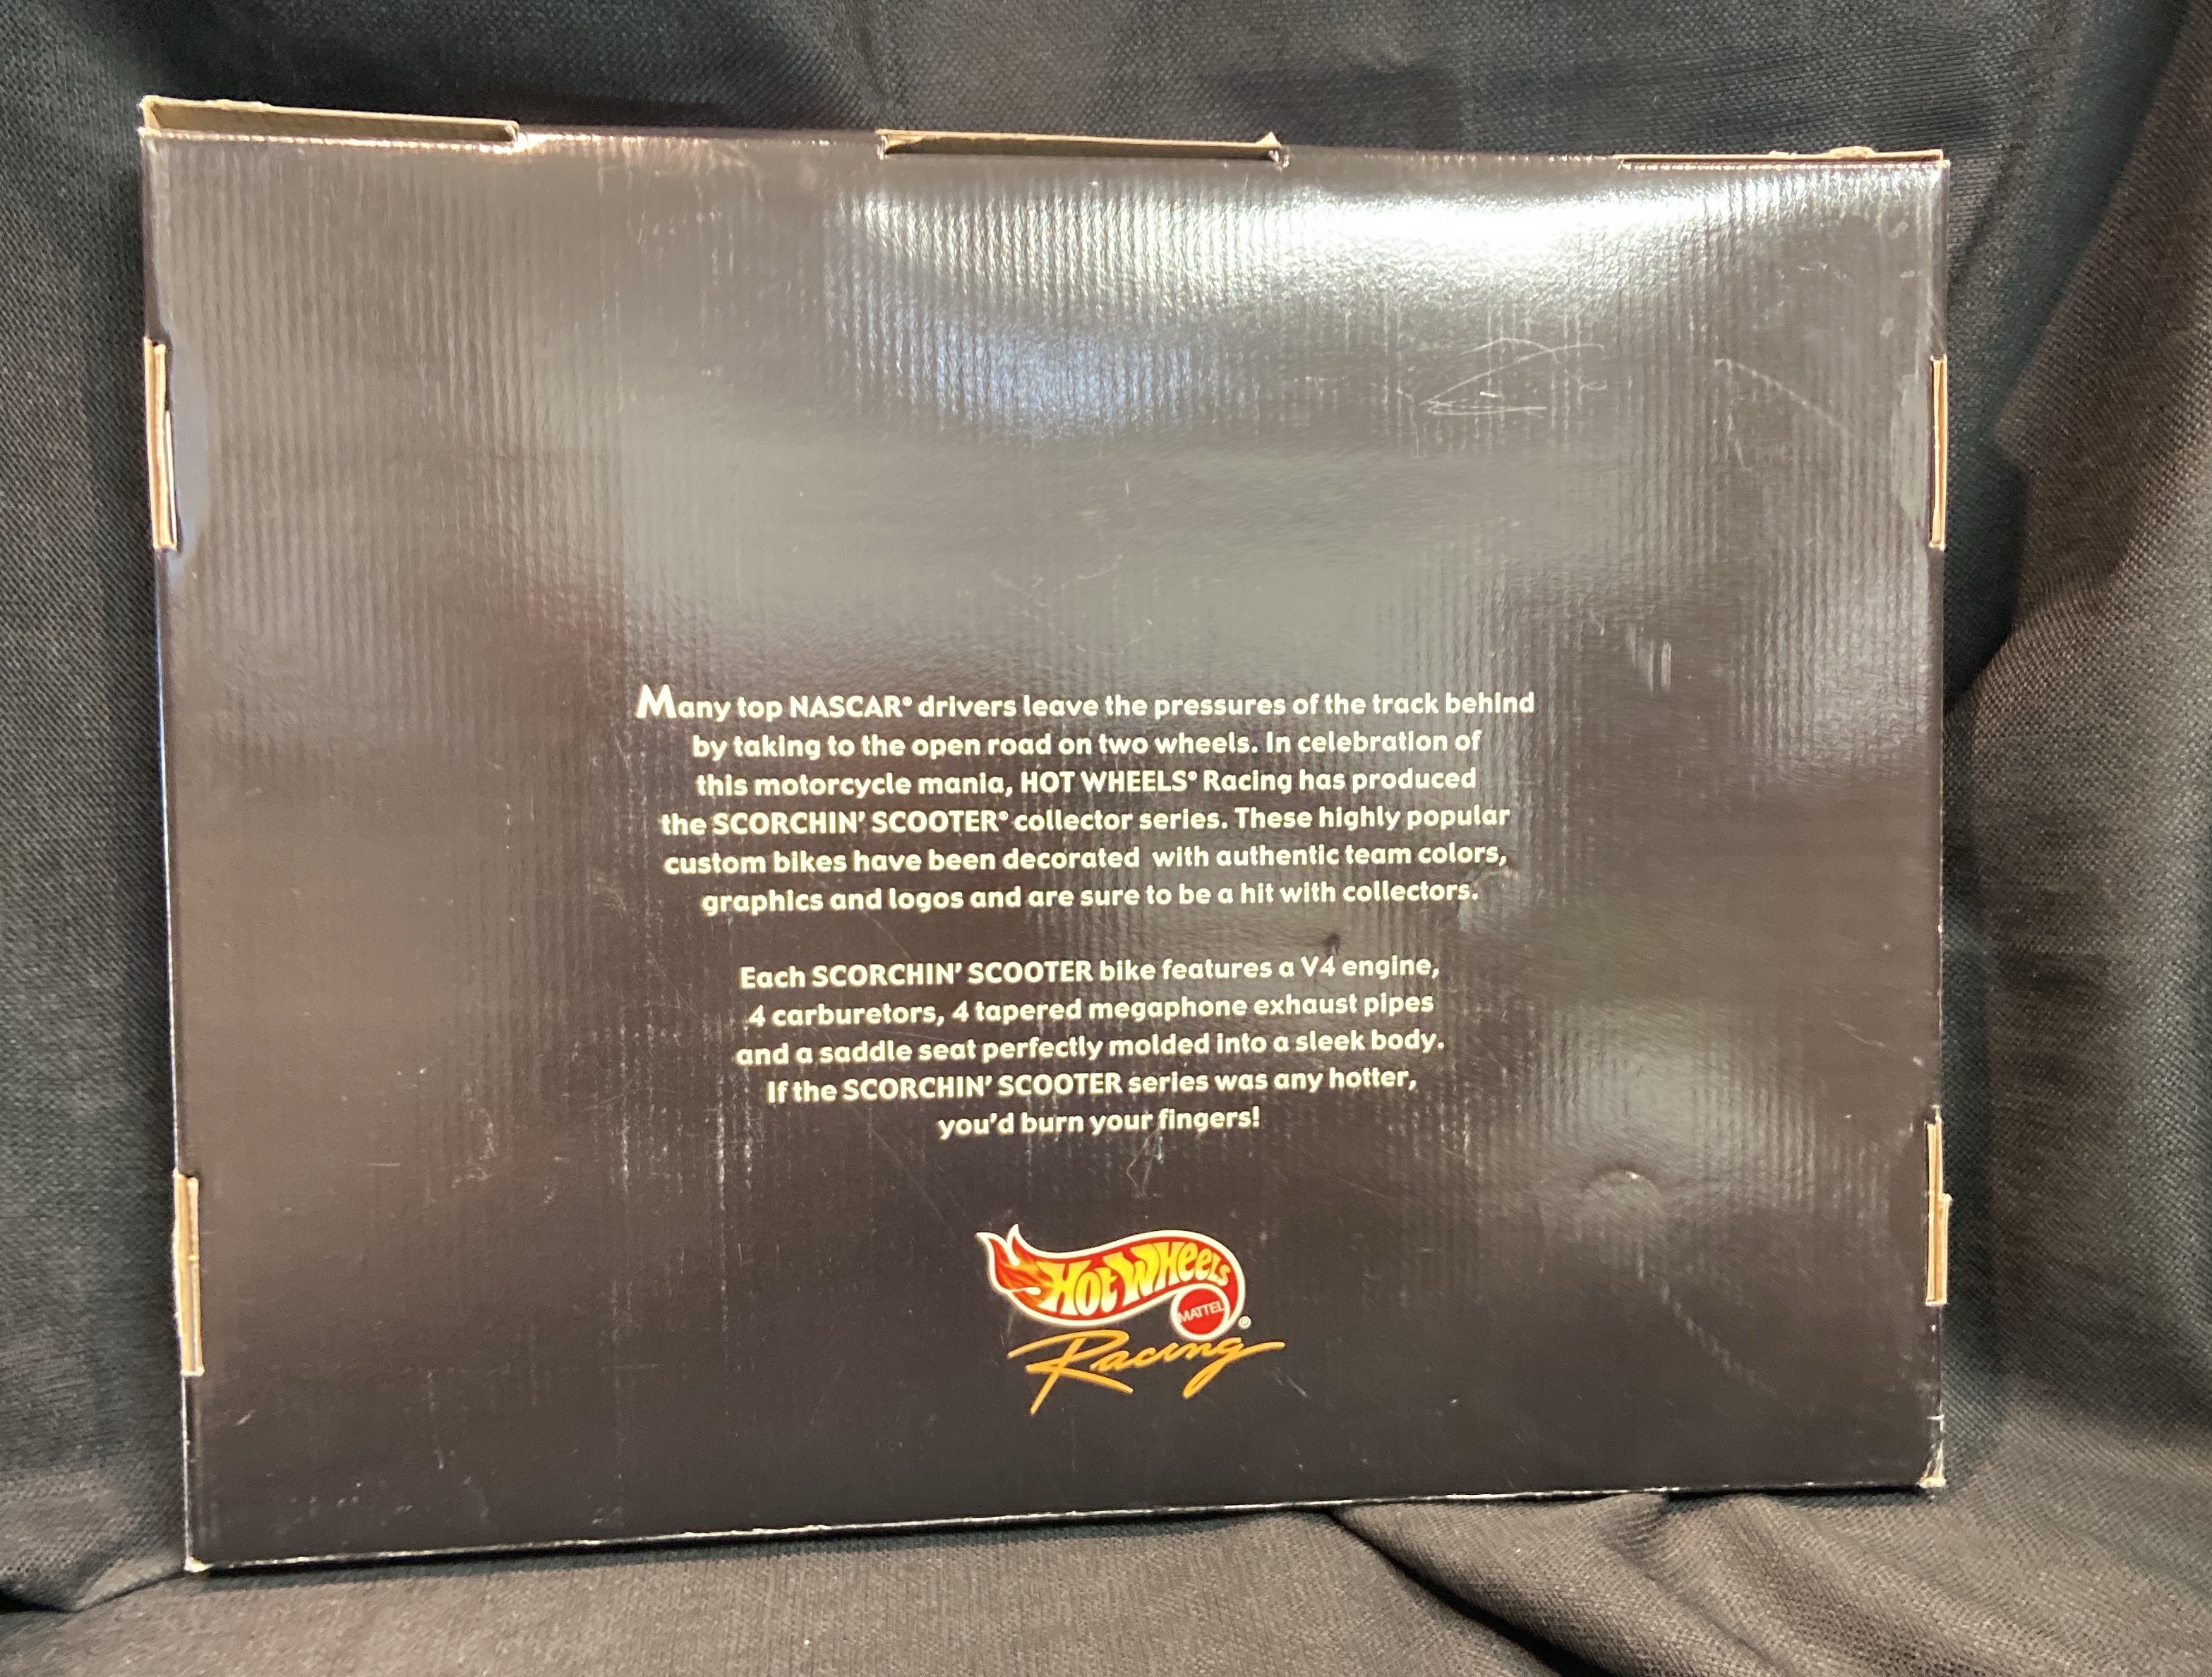 Many top NASCAR® drivers leave the pressures of the track behind
by taking to the open road on two wheels. In celebration of
this motorcycle mania, HOT WHEELS® Racing has produced
the SCORCHIN' SCOOTER® collector series. These highly popular
custom bikes have been decorated with authentic team colors,
graphics and logos and are sure to be a hit with collectors.
Each SCORCHIN' SCOOTER bike features a V4 engine,
4 carburetors, 4 tapered megaphone exhaust pipes
and a saddle seat perfectly molded into a sleek body.
If the SCORCHIN' SCOOTER series was any hotter,
you'd burn your fingers!
Hot Wheels
MATTEL
®
Racing